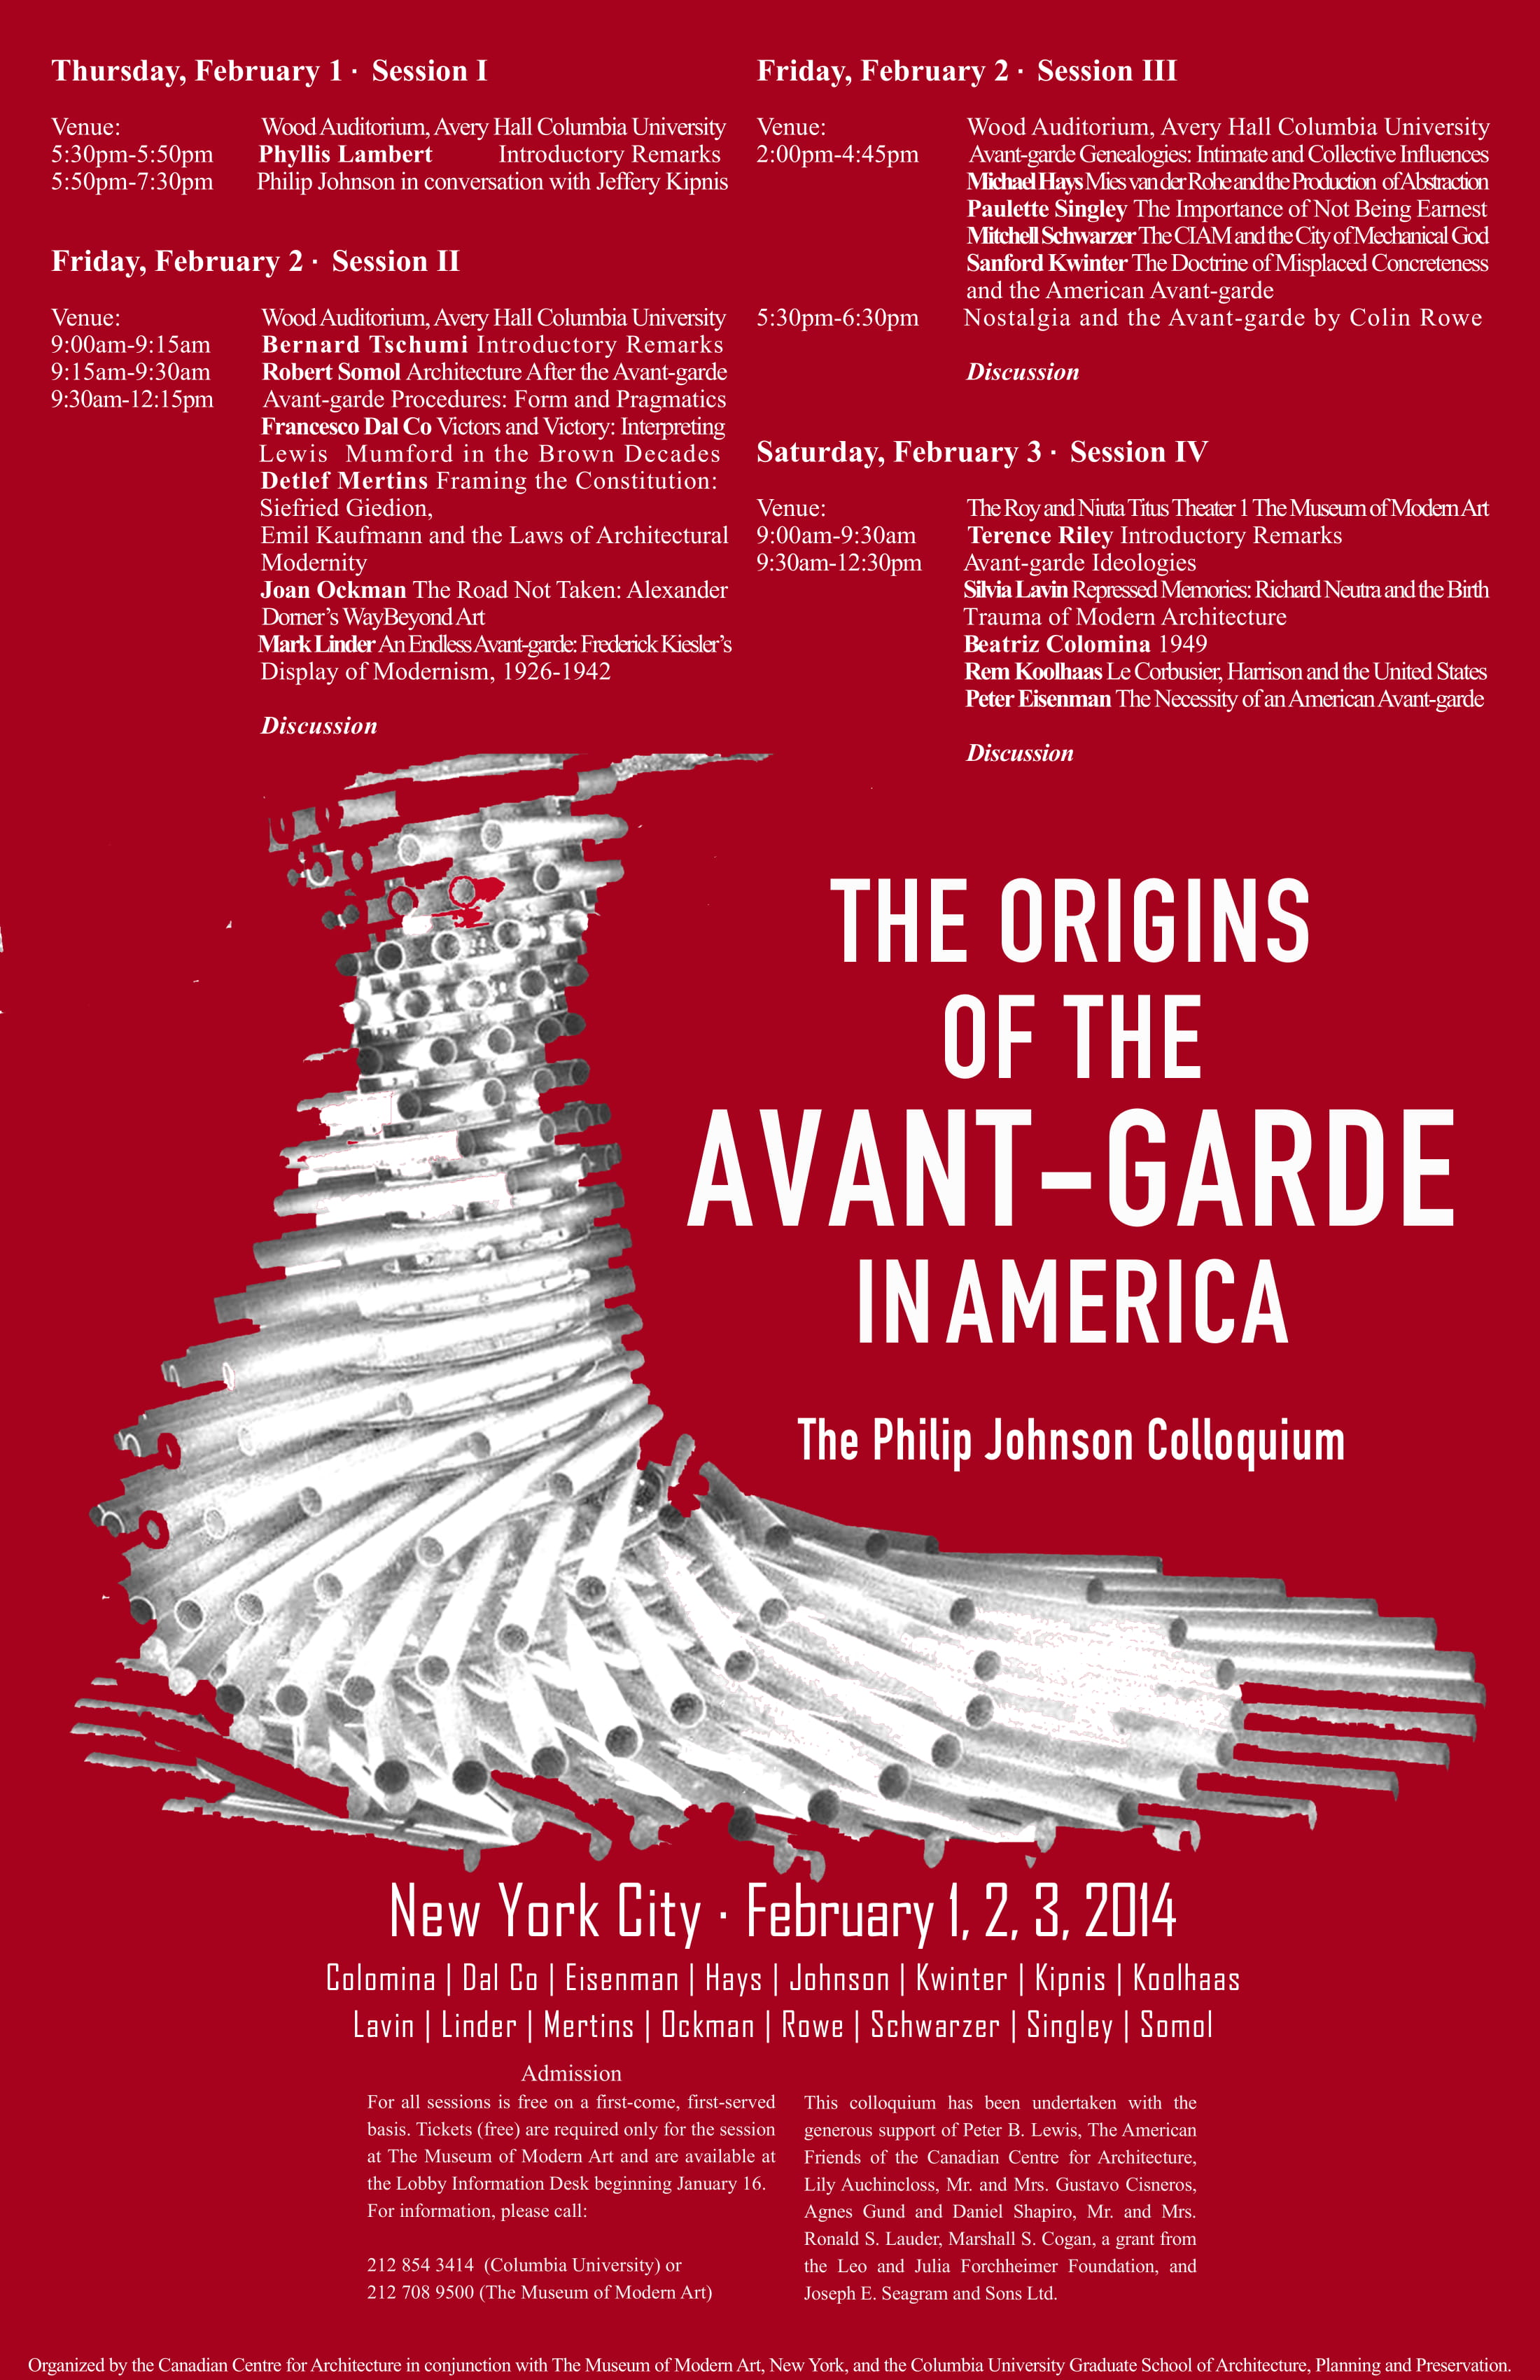 Thursday, February 1 · Session I
Venue: Wood Auditorium, Avery Hall Columbia University
5:30pm-5:50pm Phyllis Lambert Introductory Remarks
5:50pm-7:30pm Philip Johnson in conversation with Jeffery Kipnis
Friday, February 2 · Session II
Venue: Wood Auditorium, Avery Hall Columbia University
9:00am-9:15am Bernard Tschumi Introductory Remarks
9:15am-9:30am Robert Somol Architecture After the Avant-garde
9:30am-12:15pm Avant-garde Procedures: Form and Pragmatics
Francesco Dal Co Victors and Victory: Interpreting
Lewis Mumford in the Brown Decades
Detlef Mertins Framing the Constitution:
Siefried Giedion,
Emil Kaufmann and the Laws of Architectural
Modernity
Joan Ockman The Road Not Taken: Alexander
Dorner's WayBeyond Art
Mark Linder An Endless Avant-garde: Frederick Kiesler's
Display of Modernism, 1926-1942
Discussion
Friday, February 2 · Session III
Venue: Wood Auditorium, Avery Hall Columbia University
2:00pm-4:45pm Avant-garde Genealogies: Intimate and Collective Influences
Michael Hays Mies van der Rohe and the Production of Abstraction
Paulette Singley The Importance of Not Being Earnest
Mitchell Schwarzer The CIAM and the City of Mechanical God
Sanford Kwinter The Doctrine of Misplaced Concreteness
and the American Avant-garde
5:30pm-6:30pm Nostalgia and the Avant-garde by Colin Rowe
Discussion
Saturday, February 3 · Session IV
Venue: The Roy and Niuta Titus Theater 1 The Museum of Modern Art
9:00am-9:30am Terence Riley Introductory Remarks
9:30am-12:30pm Avant-garde Ideologies
Silvia Lavin Repressed Memories: Richard Neutra and the Birth
Trauma of Modern Architecture
Beatriz Colomina 1949
Rem Koolhaas Le Corbusier, Harrison and the United States
Peter Eisenman The Necessity of an American Avant-garde
Discussion
THE ORIGINS
OF THE
AVANT-GARDE
IN AMERICA
The Philip Johnson Colloquium
New York City · February 1, 2, 3, 2014
Colomina | Dal Co | Eisenman | Hays | Johnson | Kwinter | Kipnis | Koolhaas
Lavin | Linder | Mertins | Ockman | Rowe | Schwarzer | Singley | Somol
Admission
For all sessions is free on a first-come, first-served
basis. Tickets (free) are required only for the session
at The Museum of Modern Art and are available at
the Lobby Information Desk beginning January 16.
For information, please call:
212 854 3414 (Columbia University) or
212 708 9500 (The Museum of Modern Art)
This colloquium has been undertaken with the
generous support of Peter B. Lewis, The American
Friends of the Canadian Centre for Architecture,
Lily Auchincloss, Mr. and Mrs. Gustavo Cisneros,
Agnes Gund and Daniel Shapiro, Mr. and Mrs.
Ronald S. Lauder, Marshall S. Cogan, a grant from
the Leo and Julia Forchheimer Foundation, and
Joseph E. Seagram and Sons Ltd.
Organized by the Canadian Centre for Architecture in conjunction with The Museum of Modern Art, New York, and the Columbia University Graduate School of Architecture, Planning and Preservation.